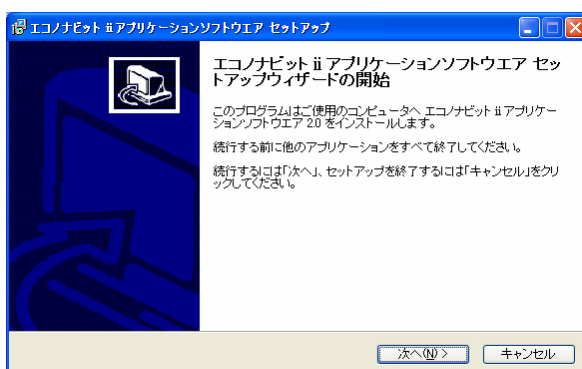 エコノナビット ii アプリケーションソフトウエア セットアップ
エコノナビット ii アプリケーションソフトウエア セッ
トアップウィザードの開始
このプログラムはご使用のコンピュータへ エコノナビット ii アプリケー
ションソフトウエア 2.0 をインストールします。
続行する前に他のアプリケーションをすべて終了してください。
続行するには「次へ」、セットアップを終了するには「キャンセル」をクリ
ックしてください。
次へ(N) >
キャンセル